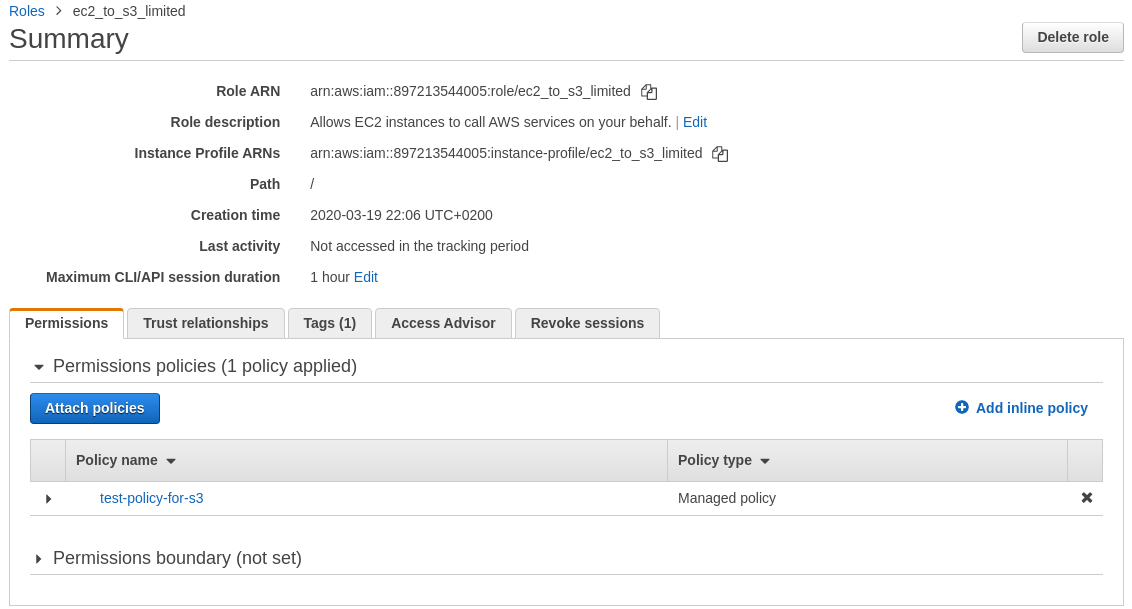 Roles > ec2_to_s3_limited
Summary
Delete role
Role ARN arn:aws:iam::897213544005:role/ec2_to_s3_limited
Role description Allows EC2 instances to call AWS services on your behalf. | Edit
Instance Profile ARNs arn:aws:iam::897213544005:instance-profile/ec2_to_s3_limited
Path /
Creation time 2020-03-19 22:06 UTC+0200
Last activity Not accessed in the tracking period
Maximum CLI/API session duration 1 hour Edit
Permissions Trust relationships Tags (1) Access Advisor Revoke sessions
Permissions policies (1 policy applied)
Attach policies Add inline policy
Policy name Policy type
test-policy-for-s3 Managed policy
Permissions boundary (not set)